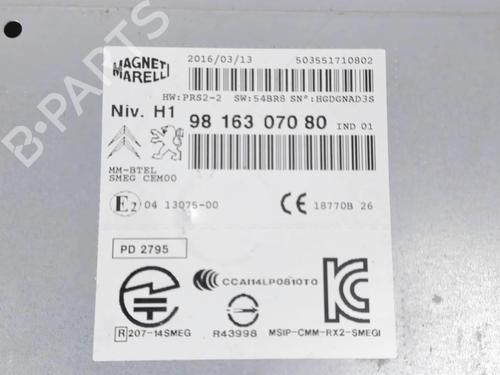 MAGNETI MARELLI
2016/03/13 503551710802
HW:PRS2-2 SW:54BR8 SN°:HGDGNAD3S
Niv. H1 98 163 070 80 IND 01
MM-BTEL
SMEG CEM00
E2 04 13075-00 CE 18770B 26
PD 2795
CCAI14LP0810T0
R 207-14SMEG R43998 MSIP-CMM-RX2-SMEGI
B-PARTS